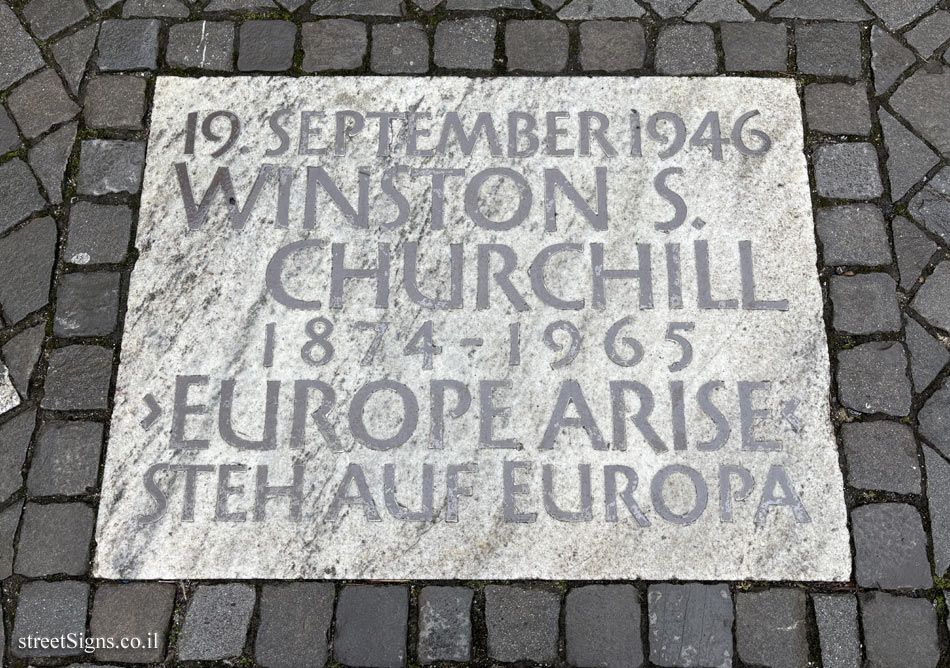 19. SEPTEMBER 1946
WINSTON S.
CHURCHILL
1874-1965
›EUROPE ARISE‹
STEH AUF EUROPA
streetSigns.co.il